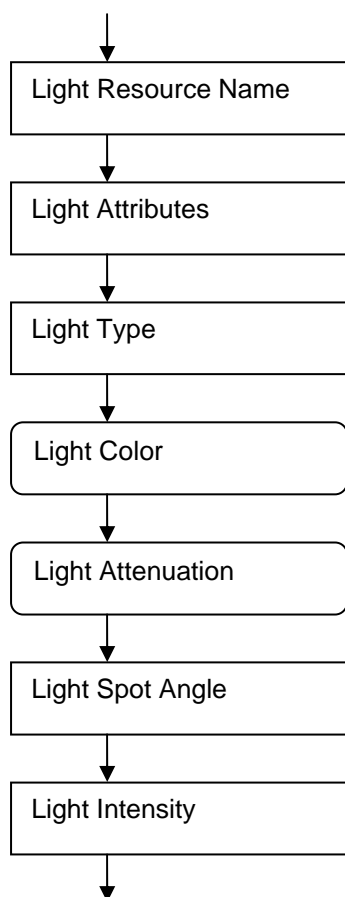 Light Resource Name
Light Attributes
Light Type
Light Color
Light Attenuation
Light Spot Angle
Light Intensity